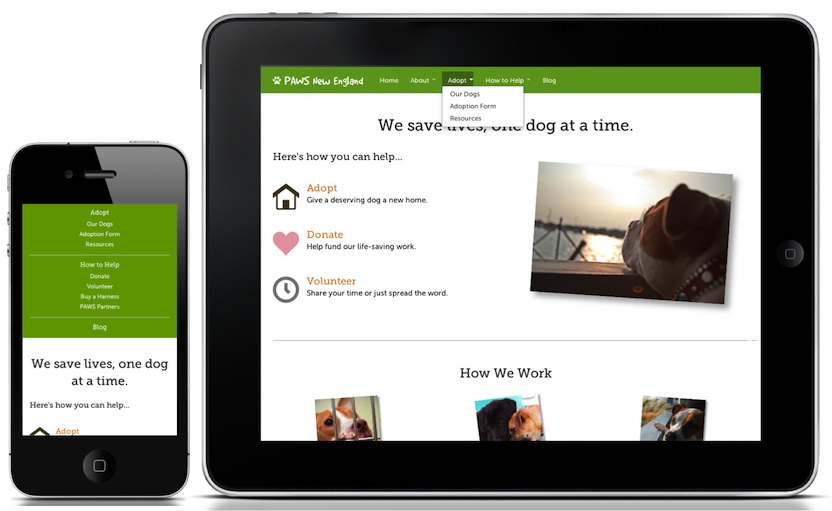 Adopt
Our Dogs
Adoption Form
Resources
How to Help
Donate
Volunteer
Buy a Harness
PAWS Partners
Blog
We save lives, one dog
at a time.
Here's how you can help...
Adopt
PAWS New England Home About Adopt How to Help Blog
Our Dogs
Adoption Form
Resources
We save lives, one dog at a time.
Here's how you can help...
Adopt
Give a deserving dog a new home.
Donate
Help fund our life-saving work.
Volunteer
Share your time or just spread the word.
How We Work